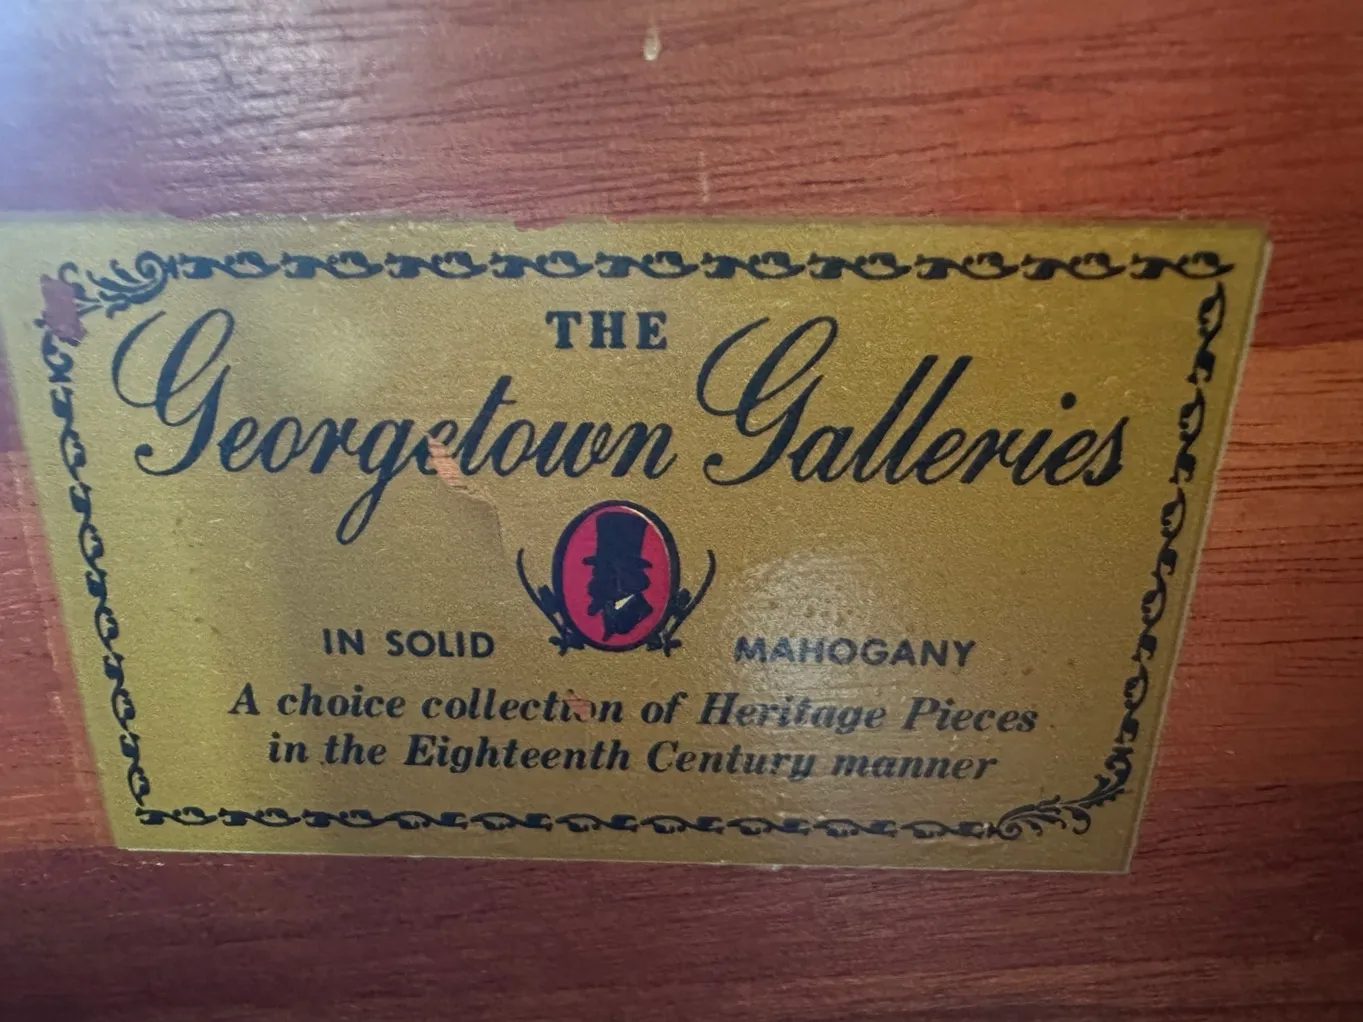 THE
Georgetown Galleries
IN SOLID MAHOGANY
A choice collection of Heritage Pieces
in the Eighteenth Century manner